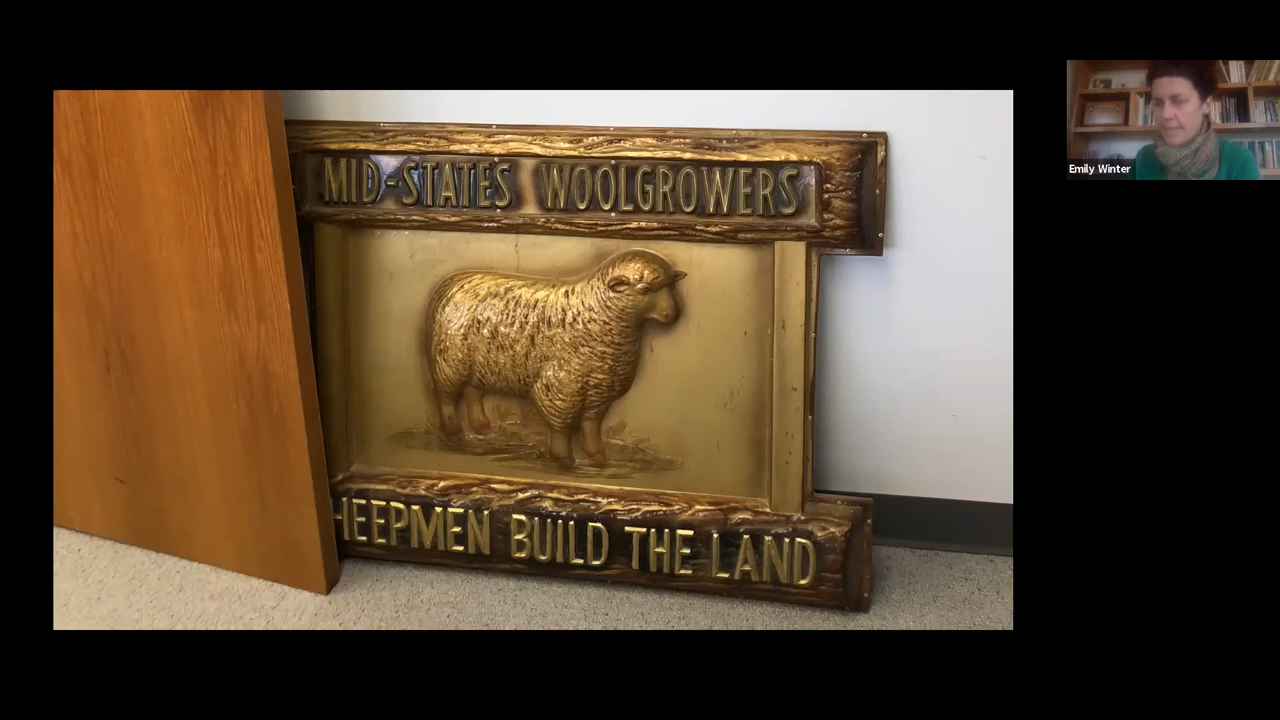 MID-STATES WOOLGROWERS
HEEPMEN BUILD THE LAND
Emily Winter